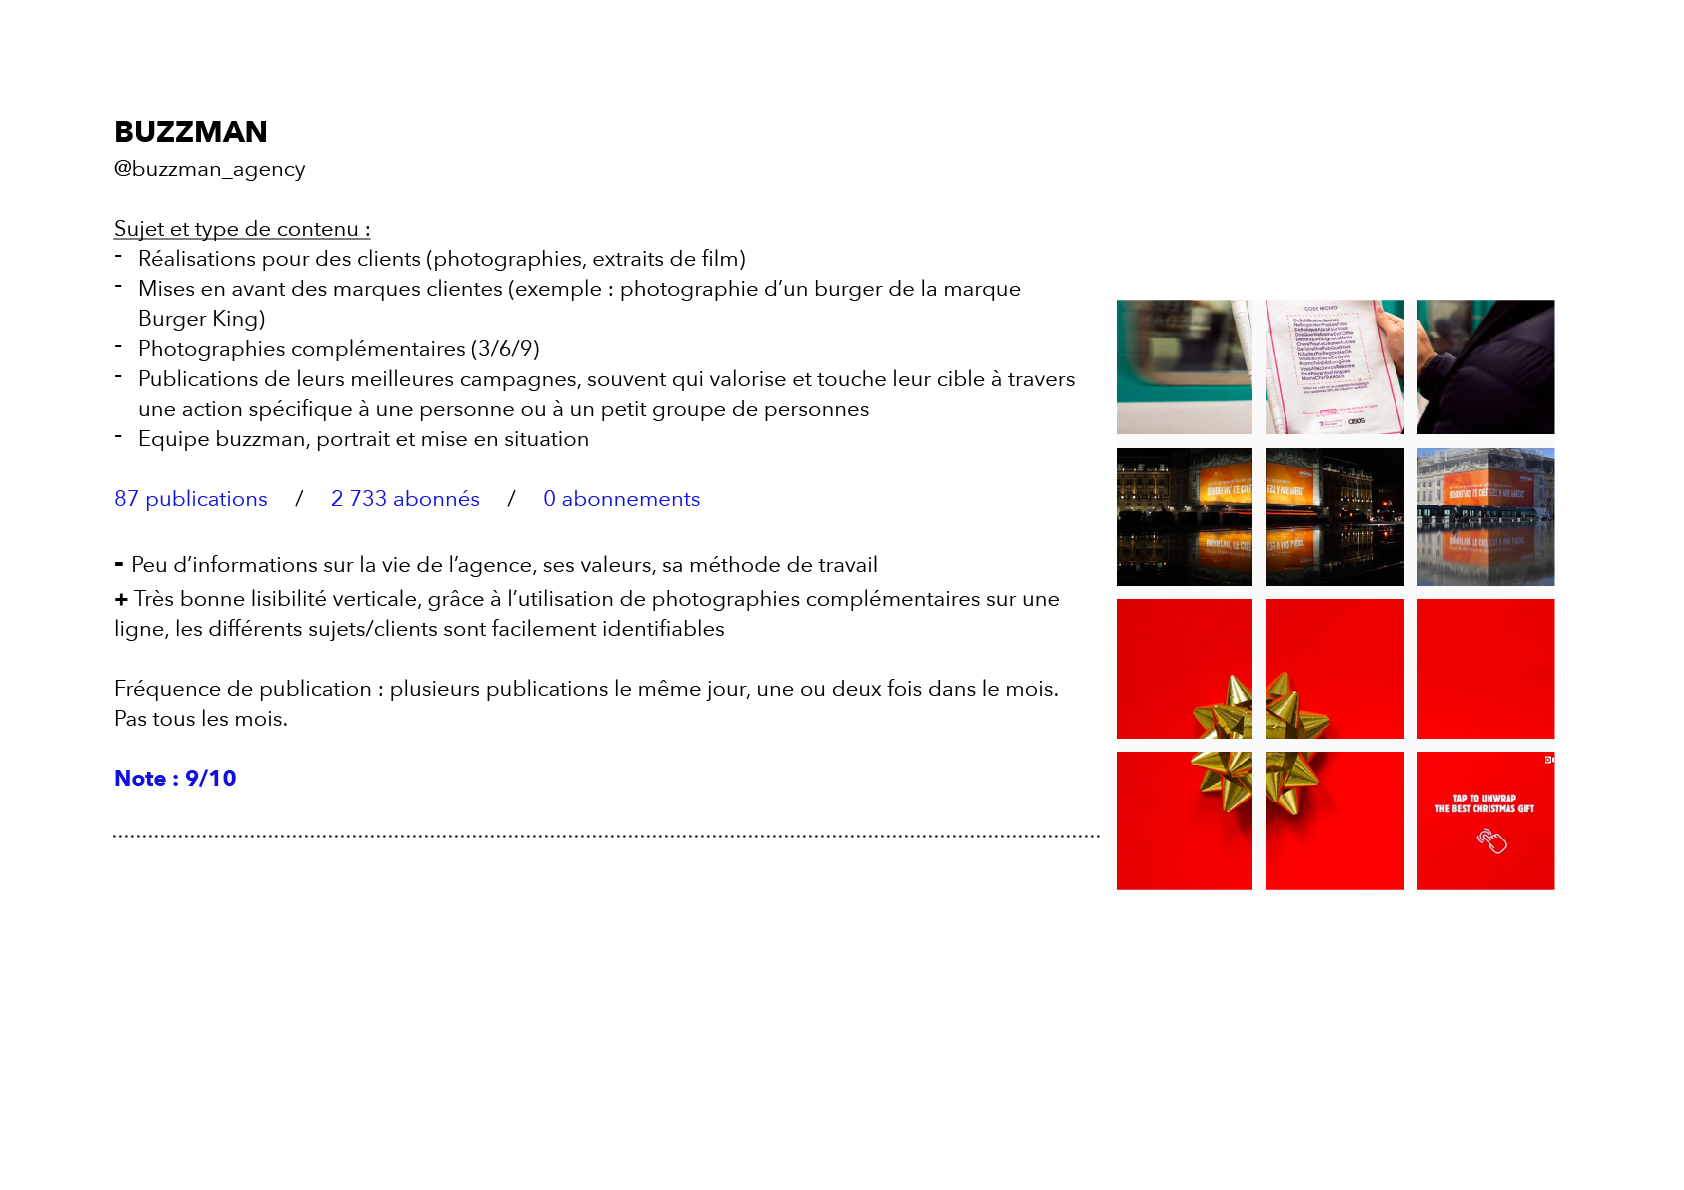 BUZZMAN
@buzzman_agency
Sujet et type de contenu :
- Réalisations pour des clients (photographies, extraits de film)
- Mises en avant des marques clientes (exemple : photographie d’un burger de la marque
Burger King)
- Photographies complémentaires (3/6/9)
- Publications de leurs meilleures campagnes, souvent qui valorise et touche leur cible à travers
une action spécifique à une personne ou à un petit groupe de personnes
- Equipe buzzman, portrait et mise en situation
87 publications / 2 733 abonnés / 0 abonnements
- Peu d’informations sur la vie de l’agence, ses valeurs, sa méthode de travail
+ Très bonne lisibilité verticale, grâce à l’utilisation de photographies complémentaires sur une
ligne, les différents sujets/clients sont facilement identifiables
Fréquence de publication : plusieurs publications le même jour, une ou deux fois dans le mois.
Pas tous les mois.
Note : 9/10
CODE PROMO
asos
TAP TO UNWRAP
THE BEST CHRISTMAS GIFT